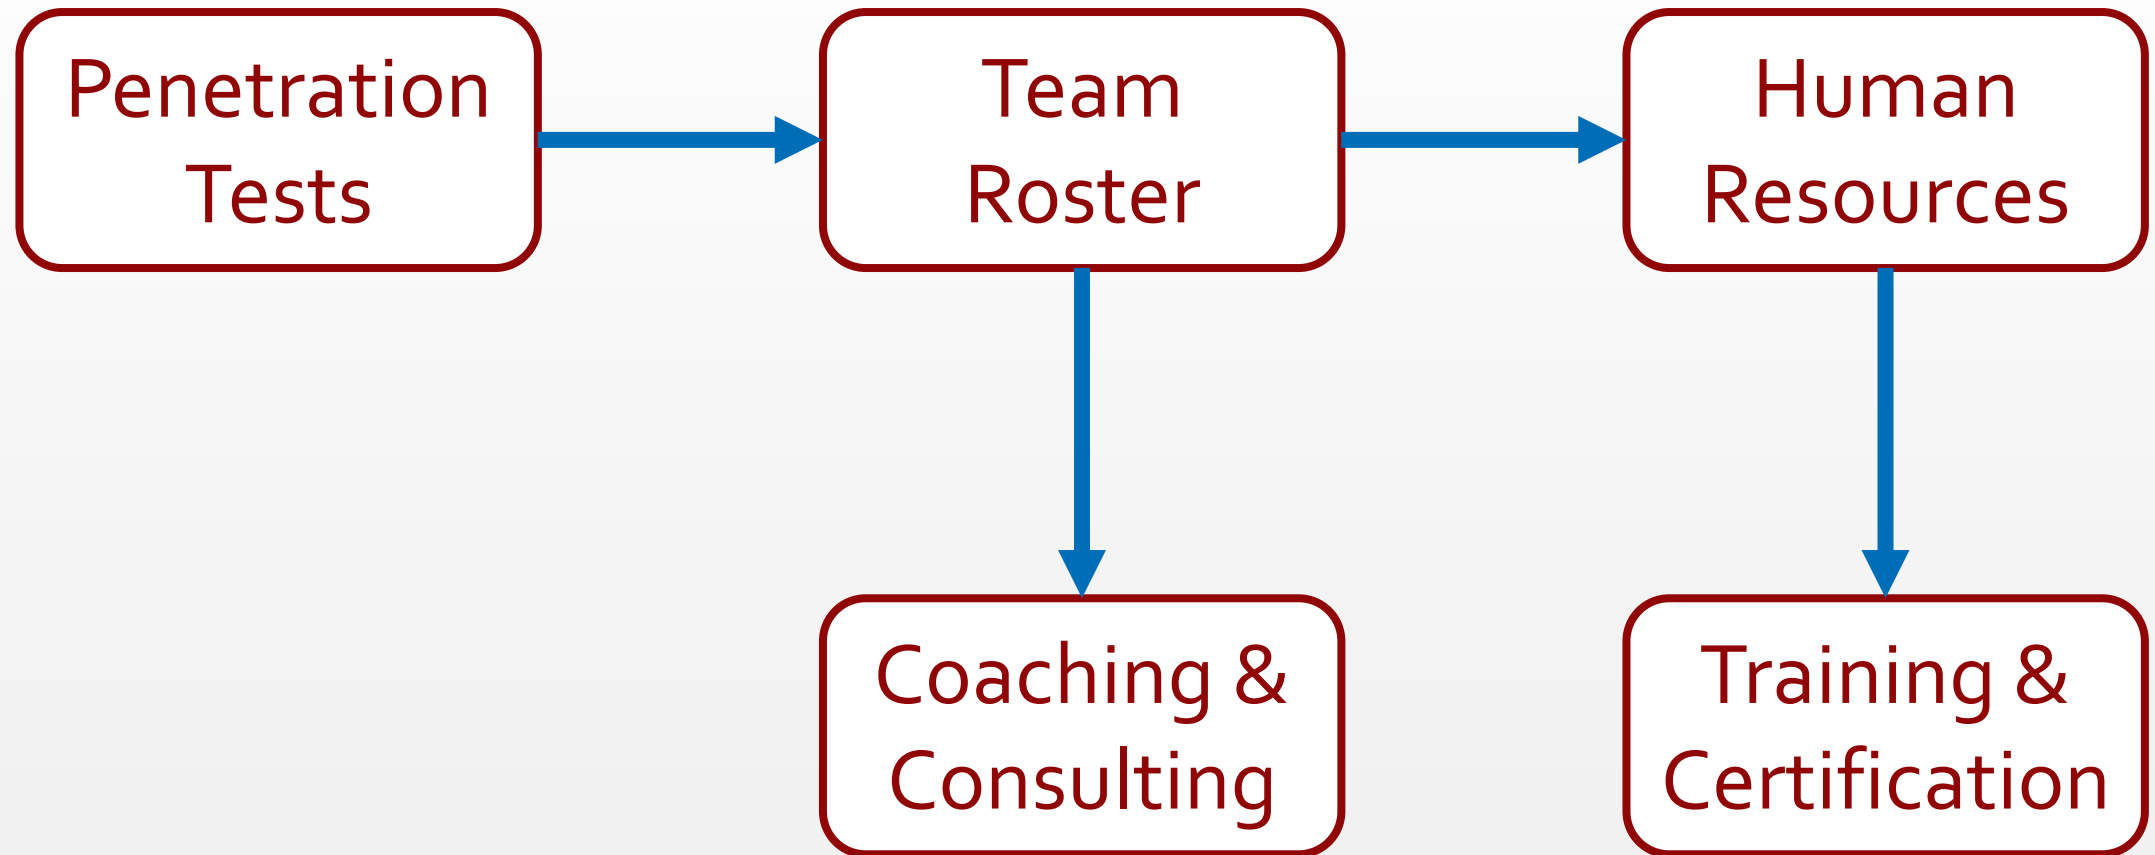 Penetration
Tests
Team
Roster
Human
Resources
Coaching &
Consulting
Training &
Certification